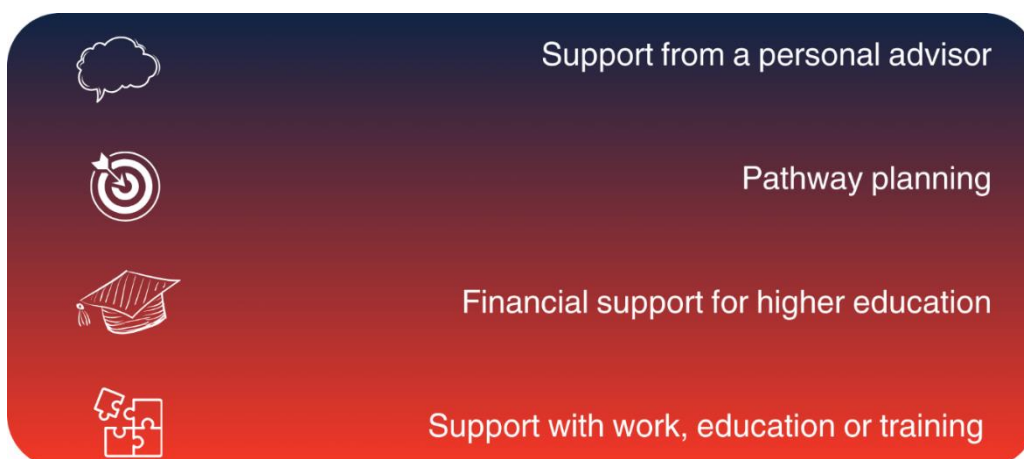 Support from a personal advisor
Pathway planning
Financial support for higher education
Support with work, education or training